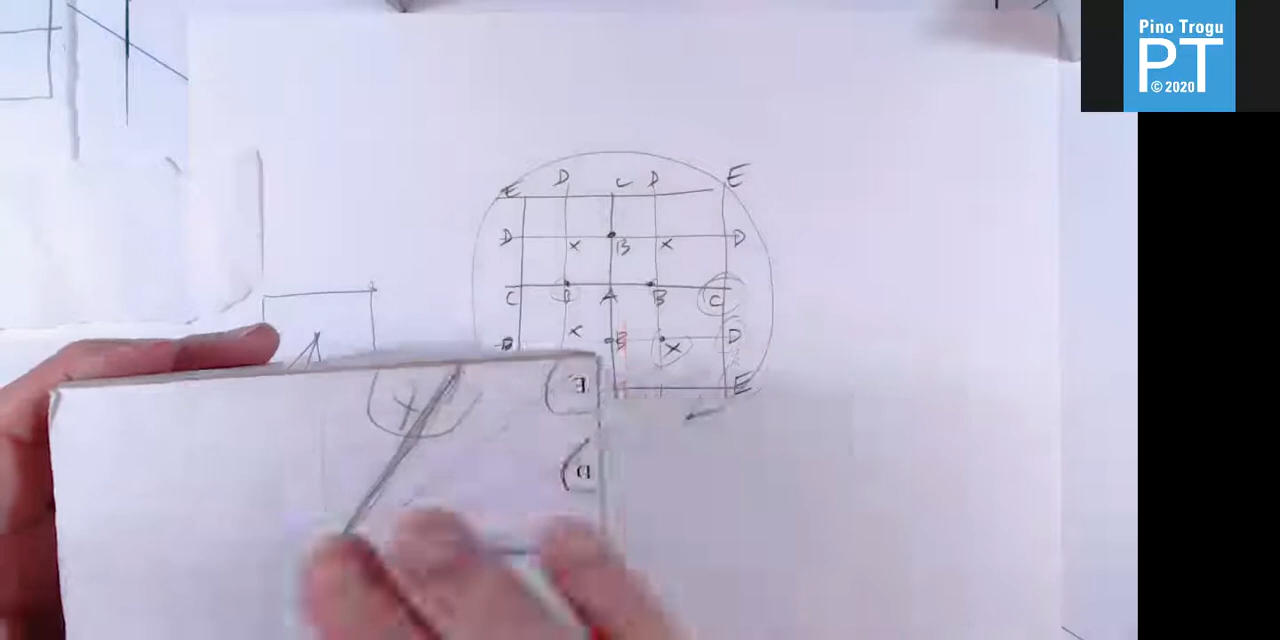 Pino Trogu
PT
© 2020
E D C D E
D X B X D
C B A B C
B X B X D
E
X E
D